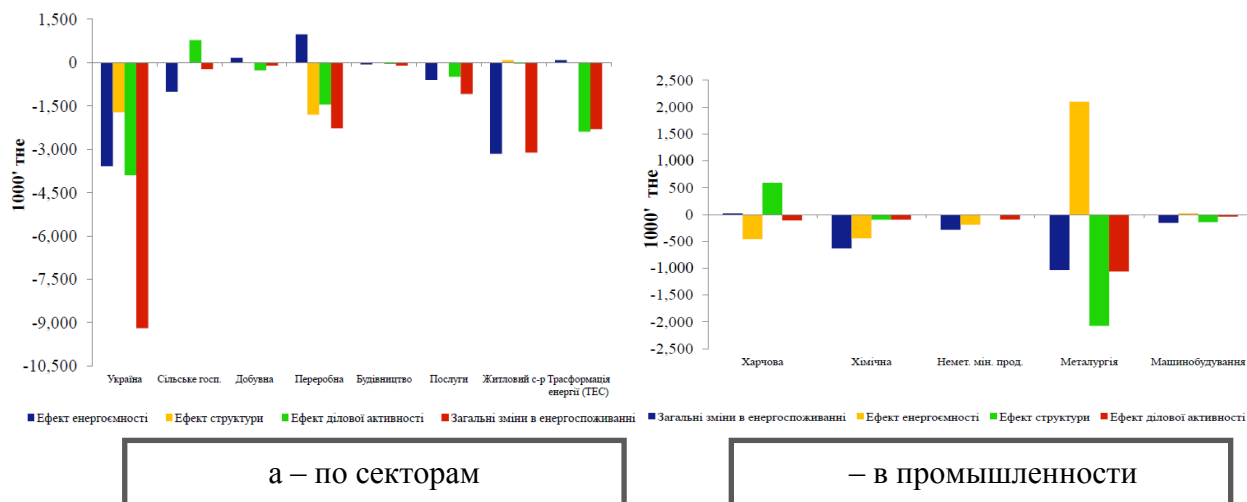 1,500
0
-1,500
-3,000
-4,500
-6,000
-7,500
-9,000
-10,500
1000' тне
Україна Сільське госп. Добувна Переробна Будівництво Послуги Житловий с-р Трасформація
енергії (ТЕС)
Ефект енергоємності Ефект структури Ефект ділової активності Загальні зміни в енергоспоживанні
а – по секторам
2,500
2,000
1,500
1,000
500
0
-500
-1,000
-1,500
-2,000
-2,500
1000' тне
Харчова Хімічна Немет. мін. прод. Металургія Машинобудування
Загальні зміни в енергоспоживанні Ефект енергоємності Ефект структури Ефект ділової активності
– в промышленности